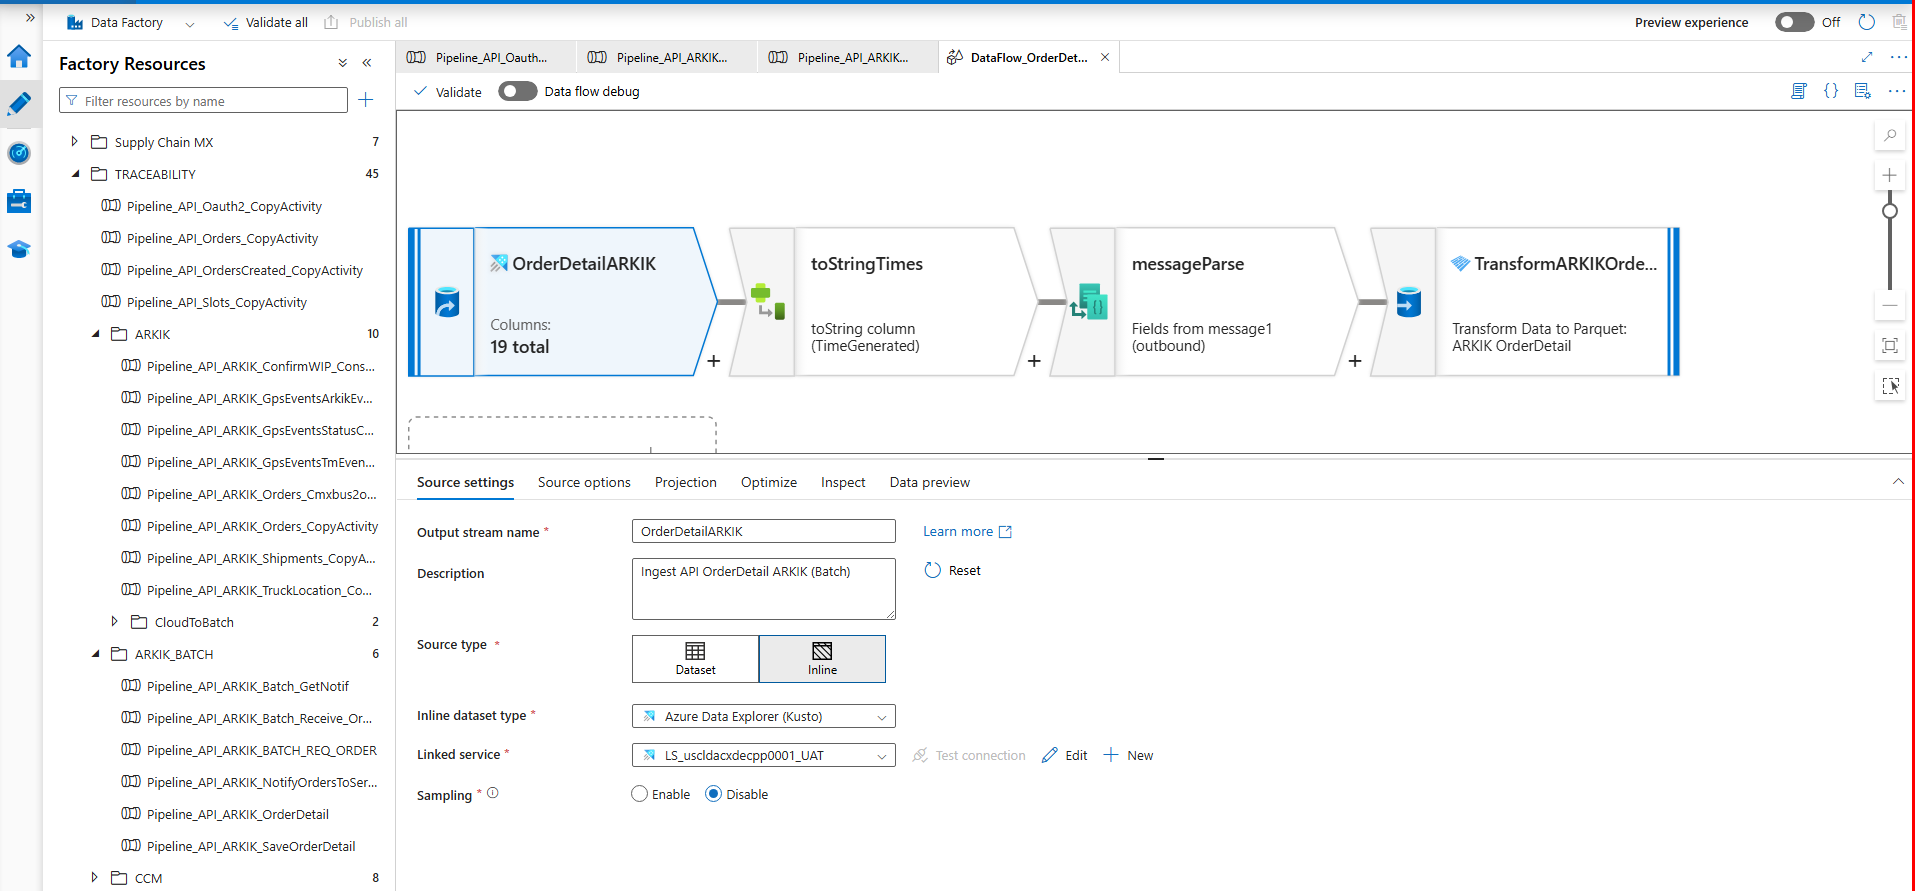 Data Factory
Validate all
Publish all
Preview experience
Off
Factory Resources
Filter resources by name
Supply Chain MX
7
TRACEABILITY
45
Pipeline_API_Oauth2_CopyActivity
Pipeline_API_Orders_CopyActivity
Pipeline_API_OrdersCreated_CopyActivity
Pipeline_API_Slots_CopyActivity
ARKIK
10
Pipeline_API_ARKIK_ConfirmWIP_Cons...
Pipeline_API_ARKIK_GpsEventsArkikEv...
Pipeline_API_ARKIK_GpsEventsStatusC...
Pipeline_API_ARKIK_GpsEventsTmEven...
Pipeline_API_ARKIK_Orders_Cmxbus2o...
Pipeline_API_ARKIK_Orders_CopyActivity
Pipeline_API_ARKIK_Shipments_CopyA...
Pipeline_API_ARKIK_TruckLocation_Co...
CloudToBatch
2
ARKIK_BATCH
6
Pipeline_API_ARKIK_Batch_GetNotif
Pipeline_API_ARKIK_Batch_Receive_Or...
Pipeline_API_ARKIK_BATCH_REQ_ORDER
Pipeline_API_ARKIK_NotifyOrdersToSer...
Pipeline_API_ARKIK_OrderDetail
Pipeline_API_ARKIK_SaveOrderDetail
CCM
8
Pipeline_API_Oauth...
Pipeline_API_ARKIK...
Pipeline_API_ARKIK...
DataFlow_OrderDet...
Validate
Data flow debug
OrderDetailARKIK
Columns:
19 total
toStringTimes
toString column
(TimeGenerated)
messageParse
Fields from message1
(outbound)
TransformARKIKOrde...
Transform Data to Parquet:
ARKIK OrderDetail
Source settings
Source options
Projection
Optimize
Inspect
Data preview
Output stream name *
OrderDetailARKIK
Learn more
Description
Ingest API OrderDetail ARKIK (Batch)
Reset
Source type *
Dataset
Inline
Inline dataset type *
Azure Data Explorer (Kusto)
Linked service *
LS_uscldacxdecpp0001_UAT
Test connection
Edit
New
Sampling *
Enable
Disable